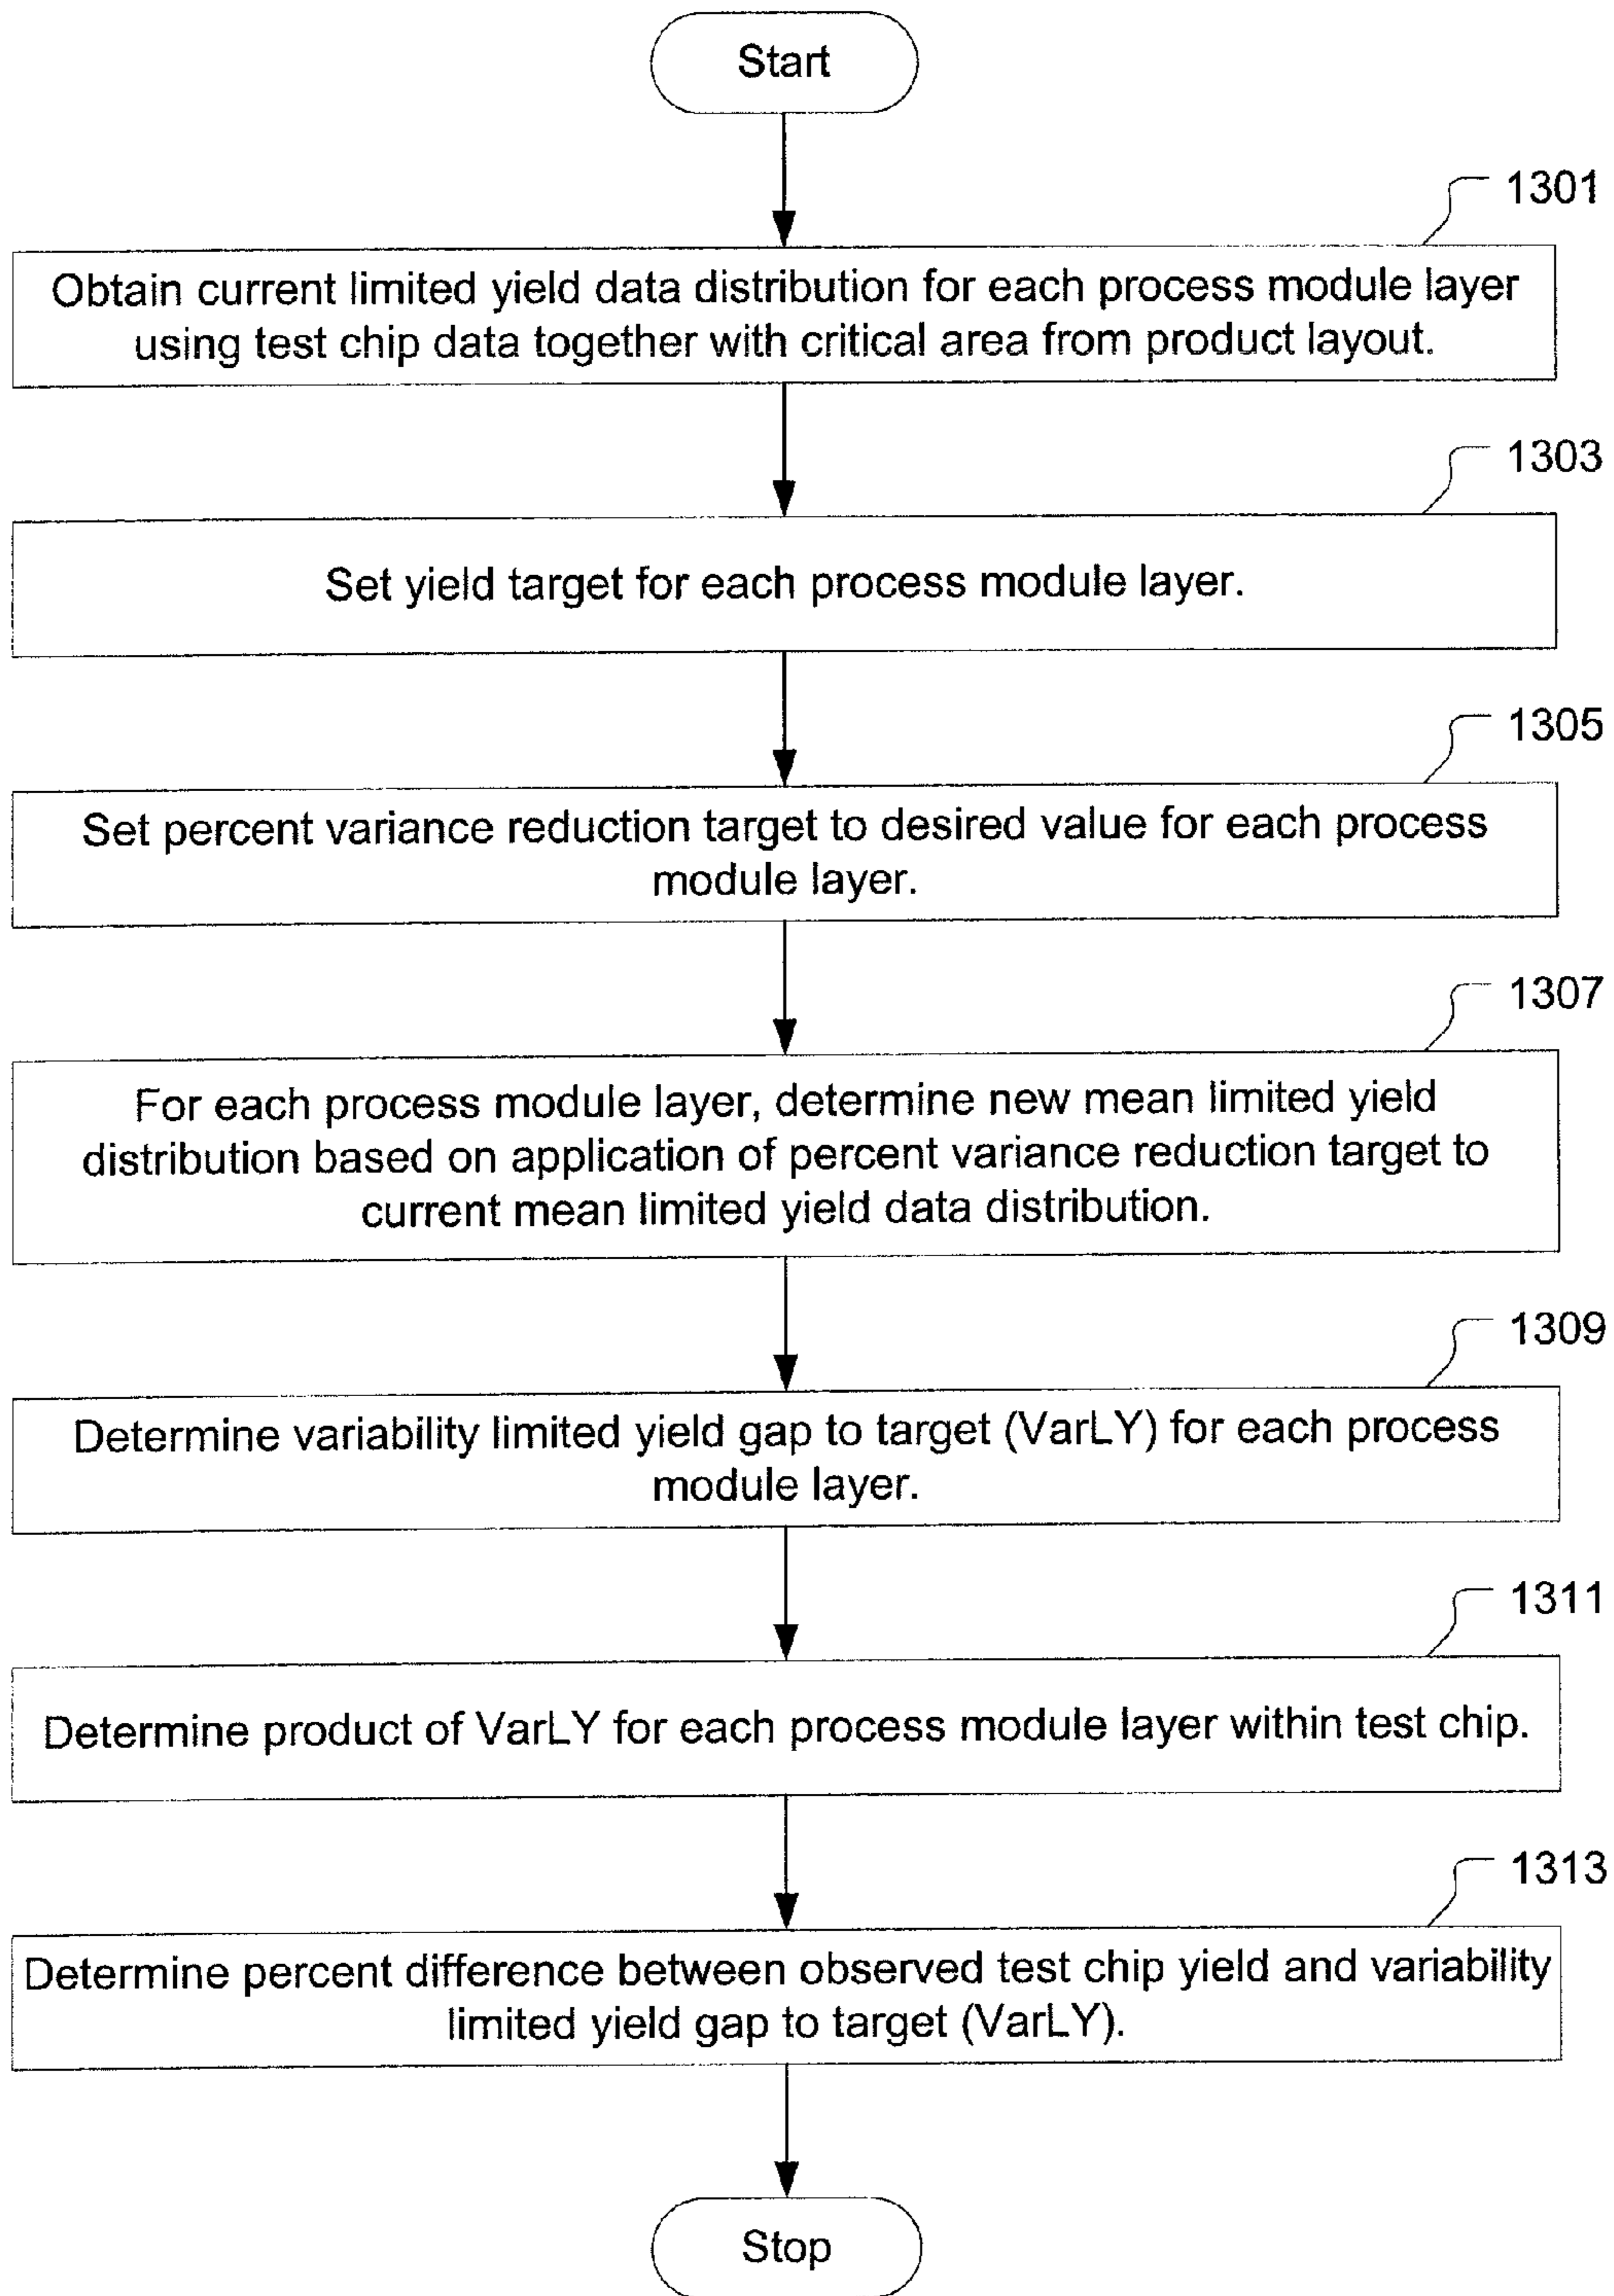 Start
1301
Obtain current limited yield data distribution for each process module layer
using test chip data together with critical area from product layout.
1303
Set yield target for each process module layer.
1305
Set percent variance reduction target to desired value for each process
module layer.
1307
For each process module layer, determine new mean limited yield
distribution based on application of percent variance reduction target to
current mean limited yield data distribution.
1309
Determine variability limited yield gap to target (VarLY) for each process
module layer.
1311
Determine product of VarLY for each process module layer within test chip.
1313
Determine percent difference between observed test chip yield and variability
limited yield gap to target (VarLY).
Stop